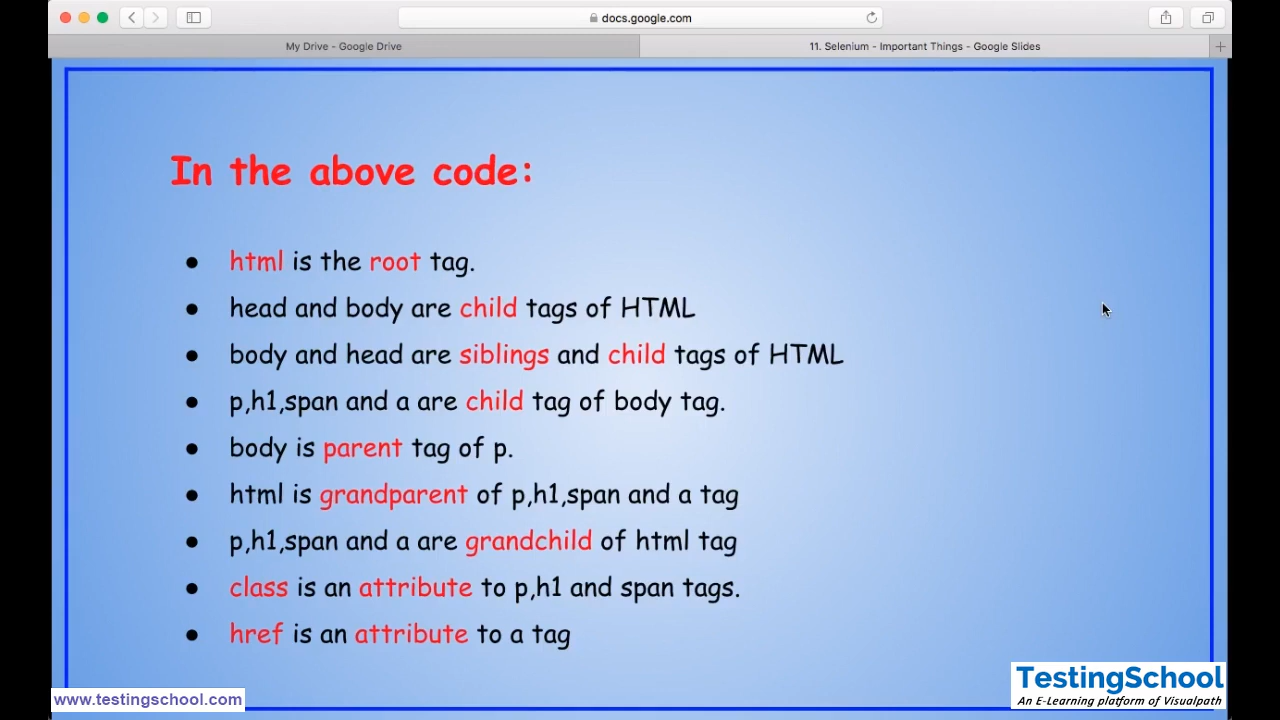 docs.google.com
My Drive - Google Drive
11. Selenium - Important Things - Google Slides
In the above code:
● html is the root tag.
● head and body are child tags of HTML
● body and head are siblings and child tags of HTML
● p,h1,span and a are child tag of body tag.
● body is parent tag of p.
● html is grandparent of p,h1,span and a tag
● p,h1,span and a are grandchild of html tag
● class is an attribute to p,h1 and span tags.
● href is an attribute to a tag
www.testingschool.com
TestingSchool
An E-Learning platform of Visualpath